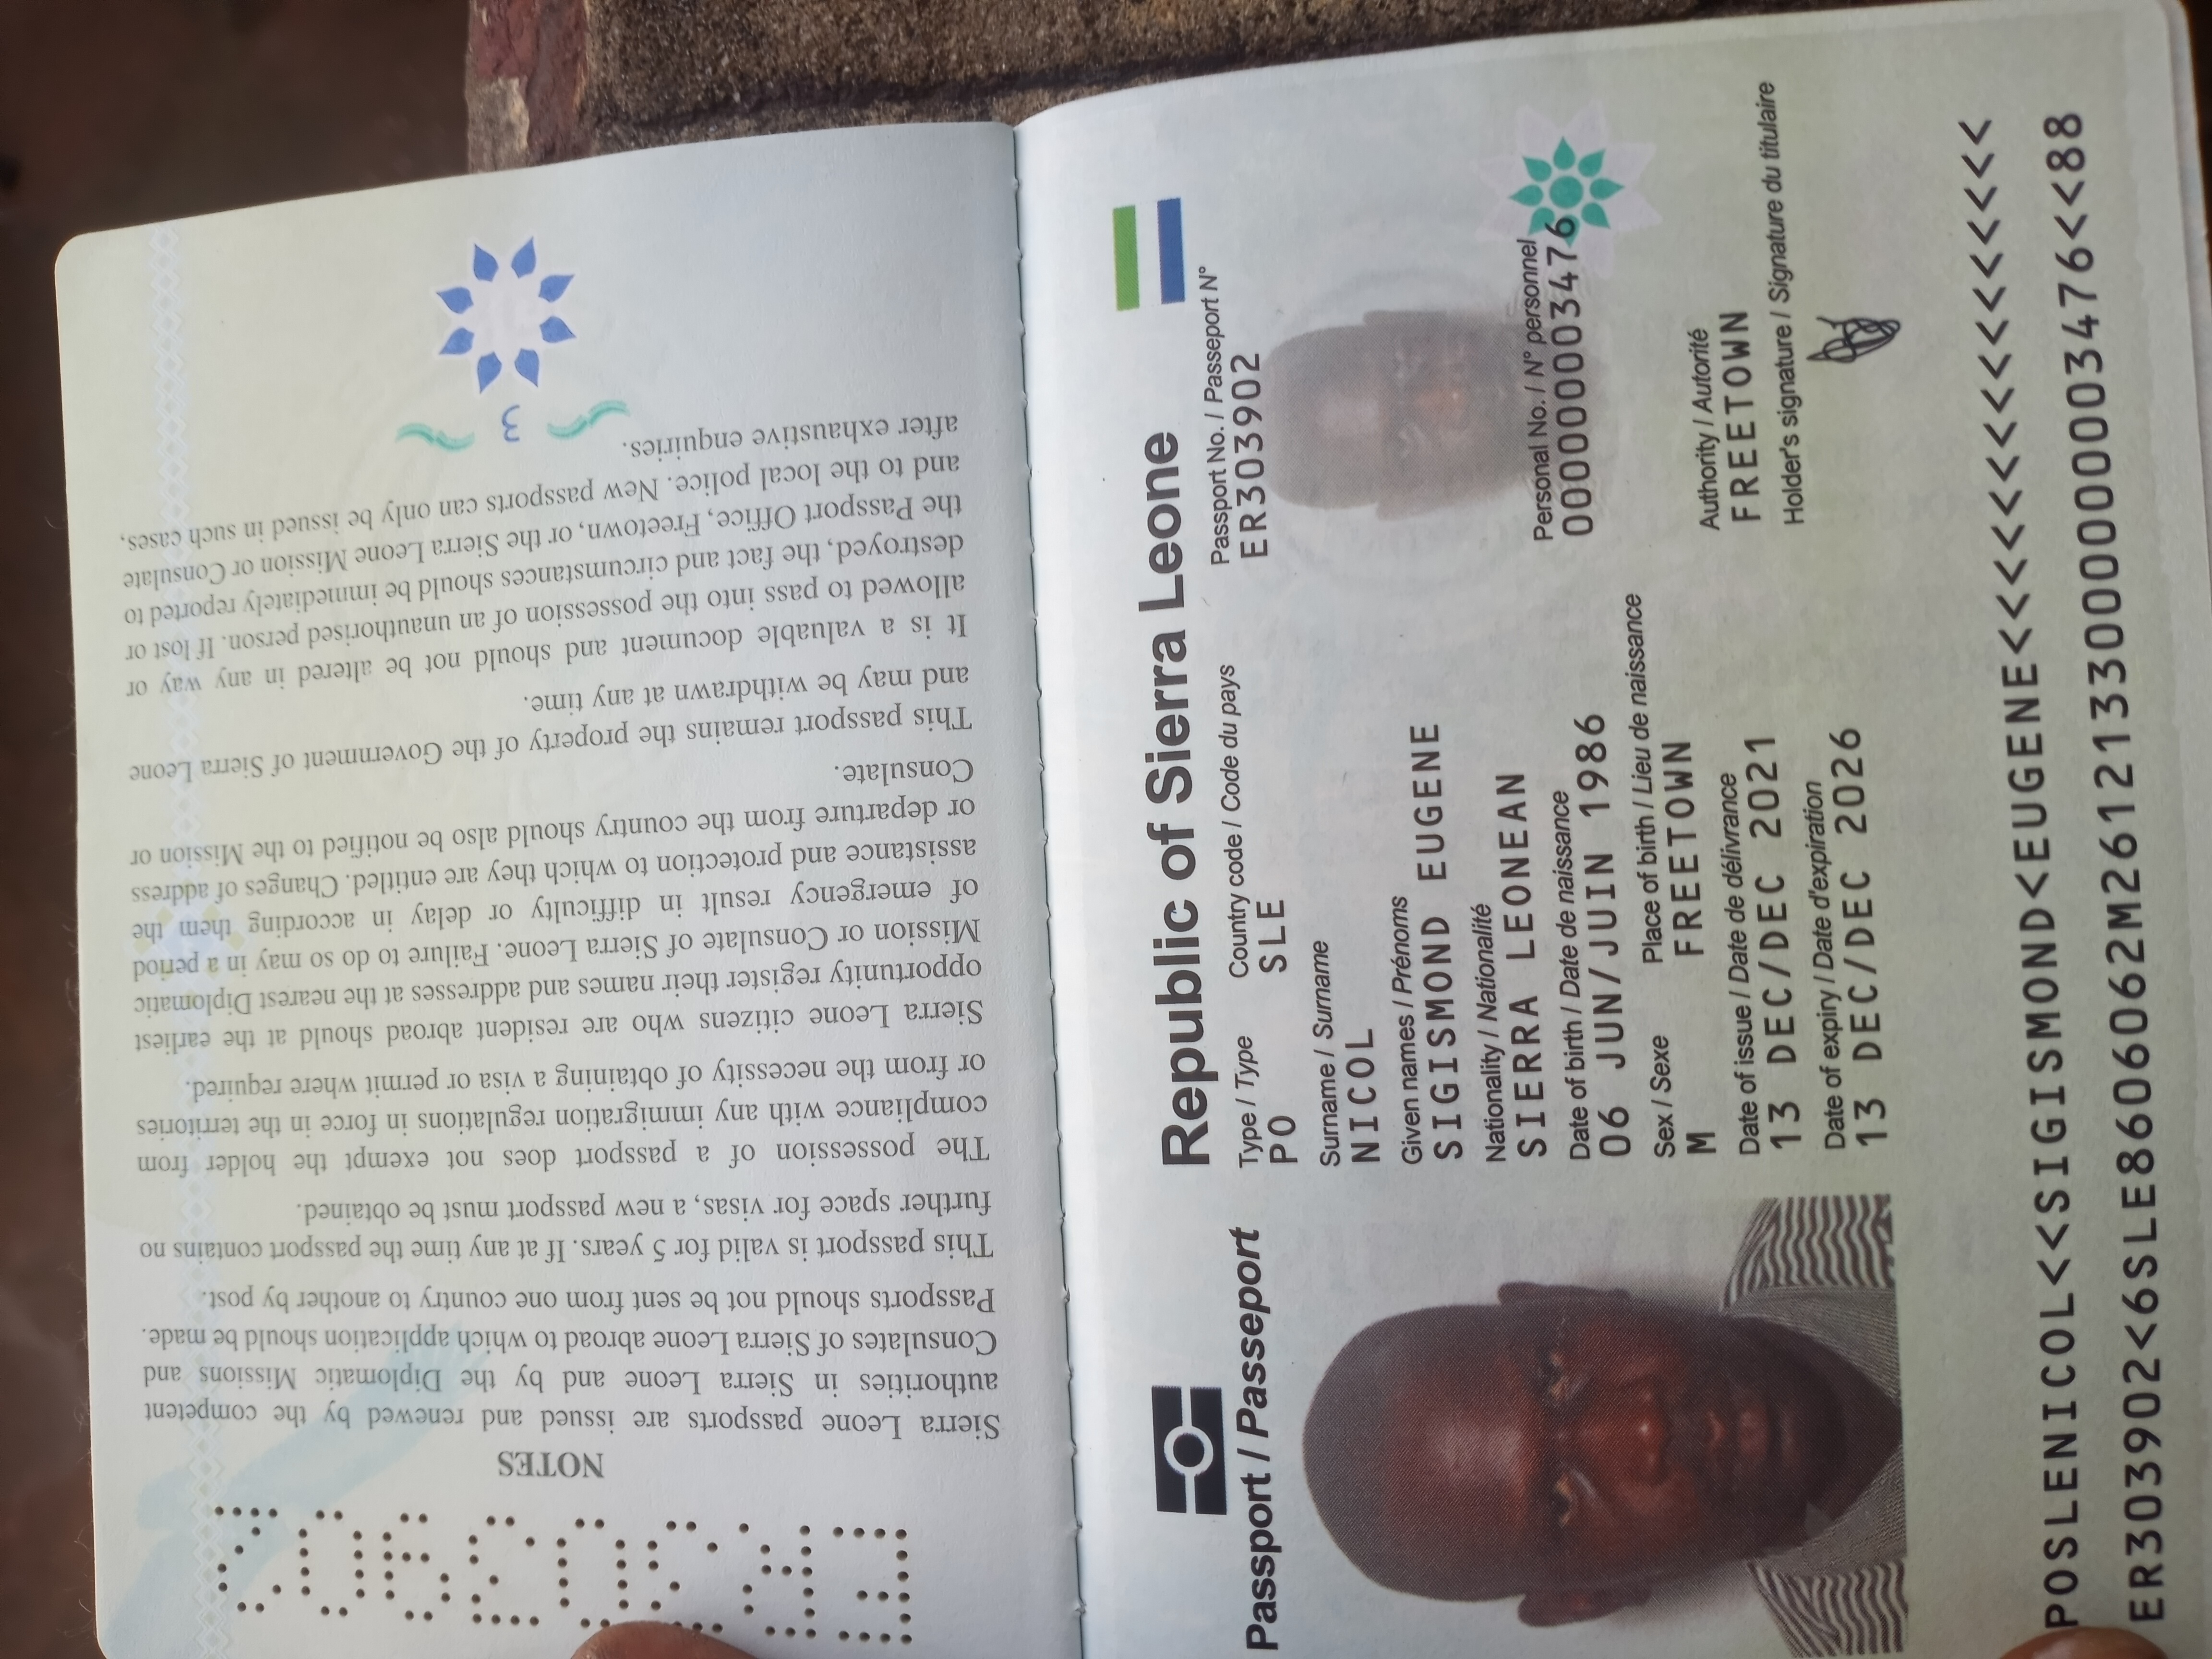 ER303902
NOTES
Sierra Leone passports are issued and renewed by the competent
authorities in Sierra Leone and by the Diplomatic Missions and
Consulates of Sierra Leone abroad to which application should be made.
Passports should not be sent from one country to another by post.
This passport is valid for 5 years. If at any time the passport contains no
further space for visas, a new passport must be obtained.
The possession of a passport does not exempt the holder from
compliance with any immigration regulations in force in the territories
or from the necessity of obtaining a visa or permit where required.
Sierra Leone citizens who are resident abroad should at the earliest
opportunity register their names and addresses at the nearest Diplomatic
Mission or Consulate of Sierra Leone. Failure to do so may in a period
of emergency result in difficulty or delay in according them the
assistance and protection to which they are entitled. Changes of address
or departure from the country should also be notified to the Mission or
Consulate.
This passport remains the property of the Government of Sierra Leone
and may be withdrawn at any time.
It is a valuable document and should not be altered in any way or
allowed to pass into the possession of an unauthorised person. If lost or
destroyed, the fact and circumstances should be immediately reported to
the Passport Office, Freetown, or the Sierra Leone Mission or Consulate
and to the local police. New passports can only be issued in such cases,
after exhaustive enquiries.
3
Republic of Sierra Leone
Passport / Passeport
Type / Type Country code / Code du pays Passport No. / Passeport N°
PO SLE ER303902
Surname / Surname
NICOL
Given names / Prénoms
SIGISMOND EUGENE
Nationality / Nationalité
SIERRA LEONEAN
Personal No. / N° personnel
000000003476
Date of birth / Date de naissance
06 JUN/JUIN 1986
Sex / Sexe Place of birth / Lieu de naissance
M FREETOWN
Authority / Autorité
FREETOWN
Date of issue / Date de délivrance
13 DEC/DEC 2021
Holder's signature / Signature du titulaire
Date of expiry / Date d'expiration
13 DEC/DEC 2026
POSLENICOL<<SIGISMOND<EUGENE<<<<<<<<<<<<<<<<
ER303902<6SLE8606062M2612133000000003476<<88